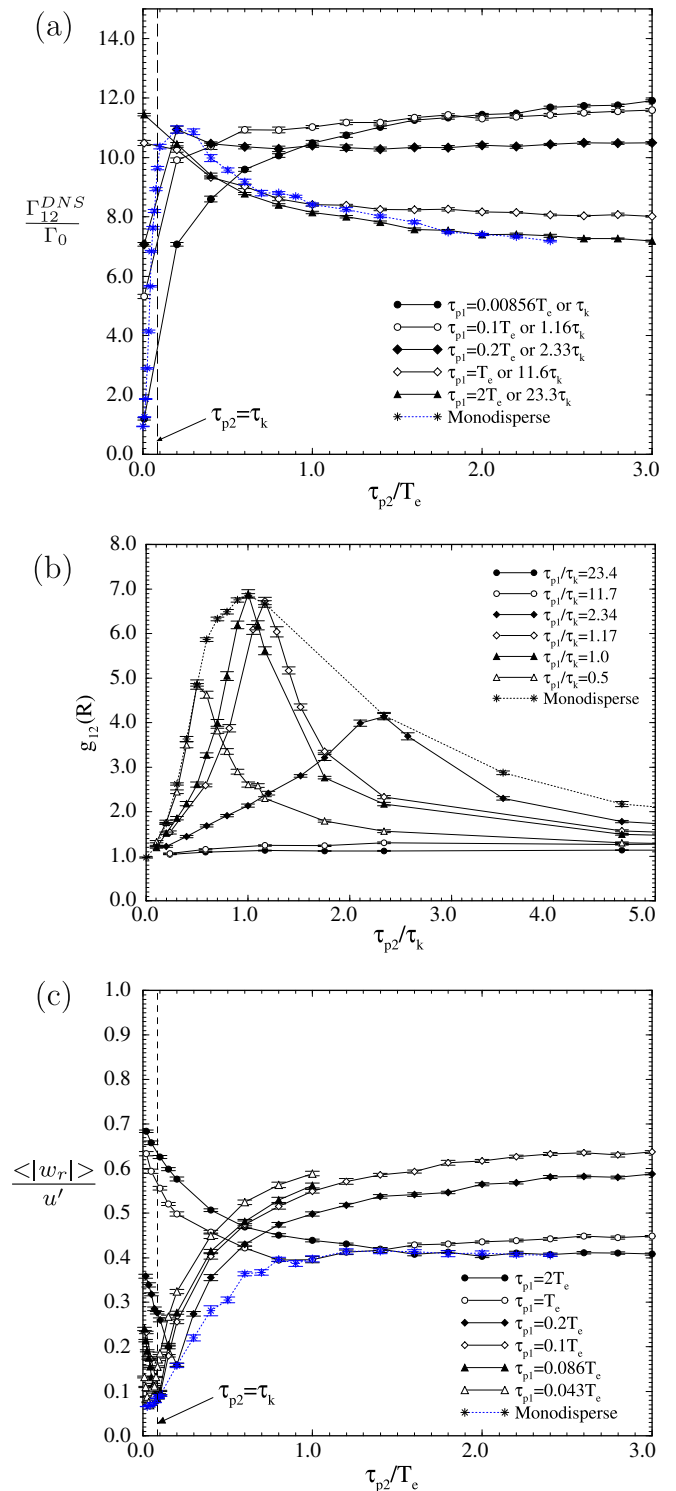 (a)
14.0
12.0
10.0
8.0
6.0
4.0
2.0
0.0
Γ₁₂^DNS
Γ₀
τp1=0.00856Te or τk
τp1=0.1Te or 1.16τk
τp1=0.2Te or 2.33τk
τp1=Te or 11.6τk
τp1=2Te or 23.3τk
Monodisperse
τp2=τk
0.0 1.0 2.0 3.0
τp2/Te
(b)
8.0
7.0
6.0
5.0
4.0
3.0
2.0
1.0
0.0
g12(R)
τp1/τk=23.4
τp1/τk=11.7
τp1/τk=2.34
τp1/τk=1.17
τp1/τk=1.0
τp1/τk=0.5
Monodisperse
0.0 1.0 2.0 3.0 4.0 5.0
τp2/τk
(c)
1.0
0.9
0.8
0.7
0.6
0.5
0.4
0.3
0.2
0.1
0.0
<|wr|>
u′
τp1=2Te
τp1=Te
τp1=0.2Te
τp1=0.1Te
τp1=0.086Te
τp1=0.043Te
Monodisperse
τp2=τk
0.0 1.0 2.0 3.0
τp2/Te